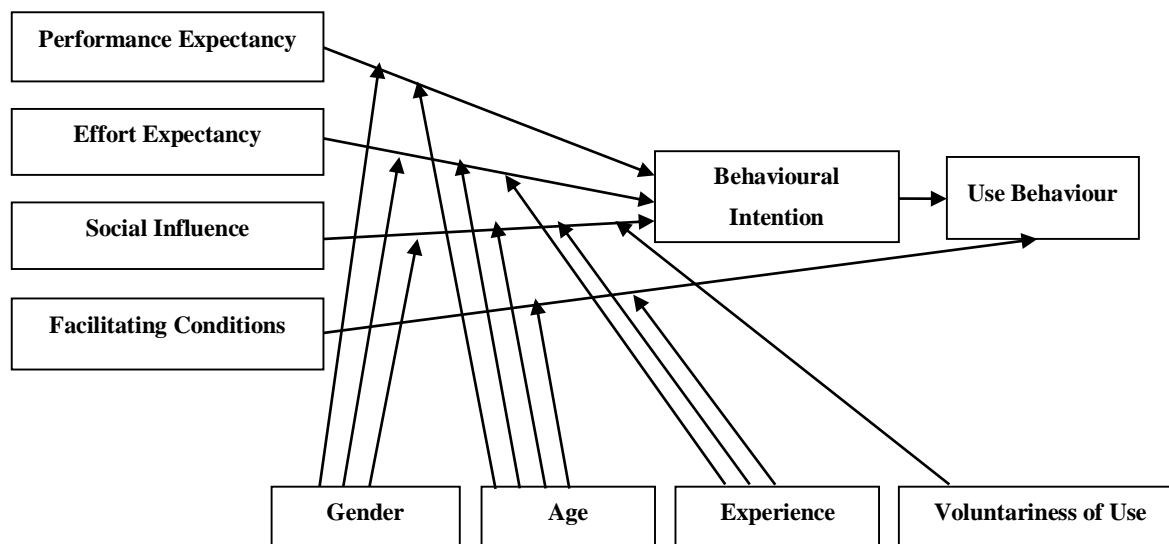 Performance Expectancy
Effort Expectancy
Social Influence
Facilitating Conditions
Behavioural
Intention
Use Behaviour
Gender
Age
Experience
Voluntariness of Use